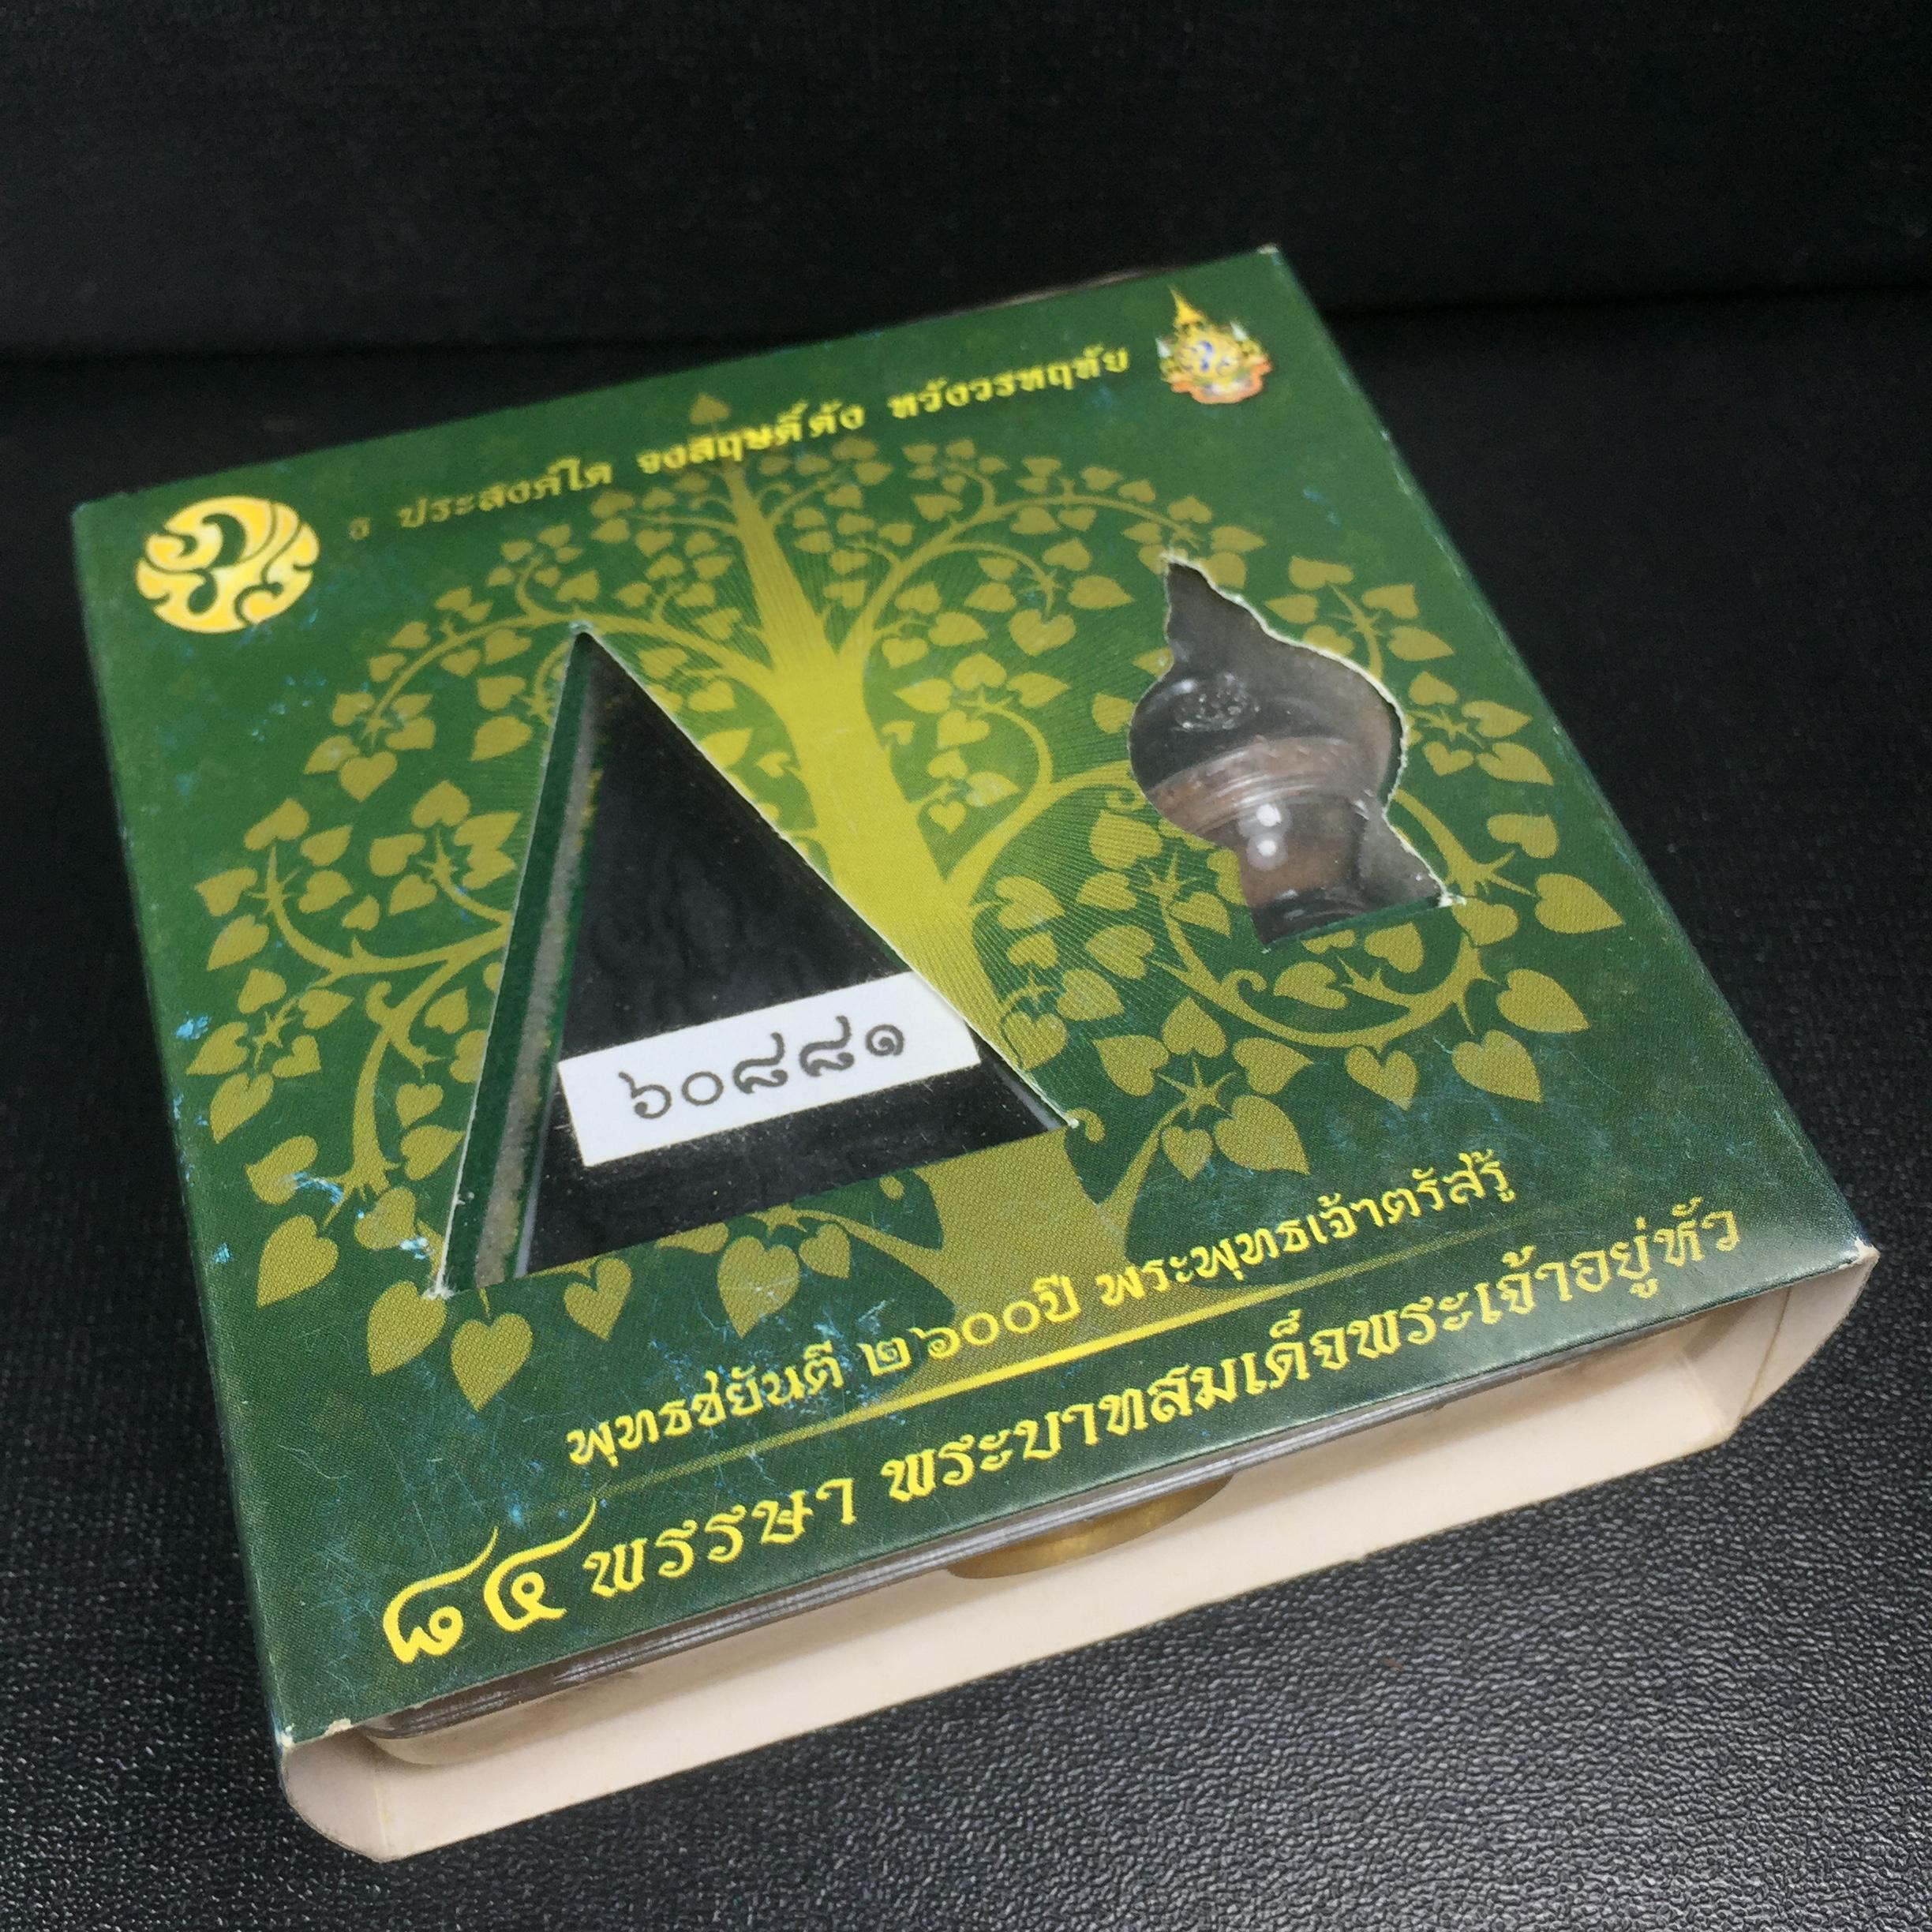 ธ ประสงค์ใด จงสฤษดิ์ดัง หวังวรหฤทัย
๖๐๘๘๑
พุทธชยันตี ๒๖๐๐ปี พระพุทธเจ้าตรัสรู้
๘๔พรรษา พระบาทสมเด็จพระเจ้าอยู่หัว